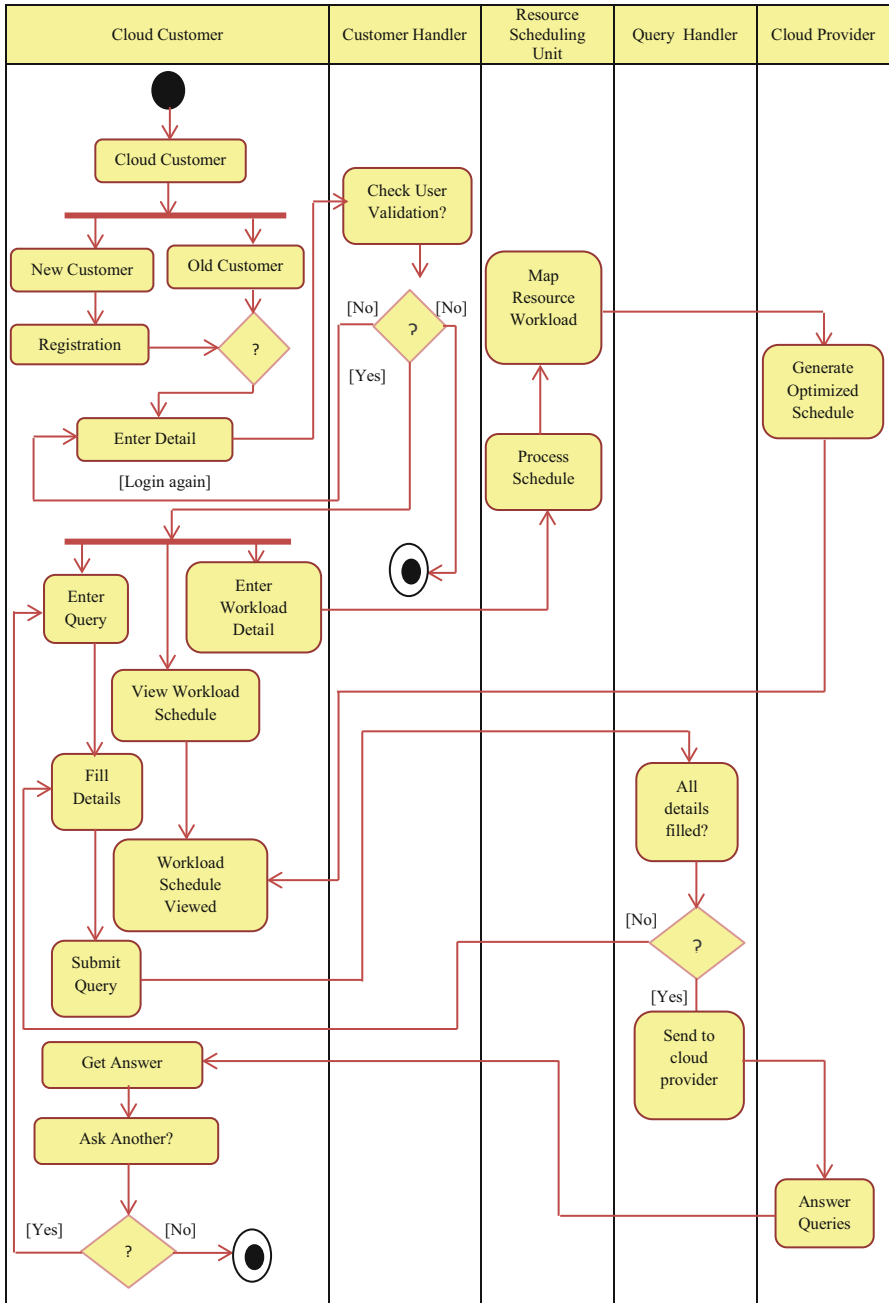 Cloud Customer
Customer Handler
Resource
Scheduling
Unit
Query Handler
Cloud Provider
Cloud Customer
New Customer
Old Customer
Registration
?
Enter Detail
[Login again]
Check User
Validation?
[No]
[No]
?
[Yes]
Map
Resource
Workload
Process
Schedule
Generate
Optimized
Schedule
Enter
Query
Enter
Workload
Detail
View Workload
Schedule
Fill
Details
Workload
Schedule
Viewed
Submit
Query
All
details
filled?
[No]
?
[Yes]
Send to
cloud
provider
Get Answer
Ask Another?
[Yes]
?
[No]
Answer
Queries